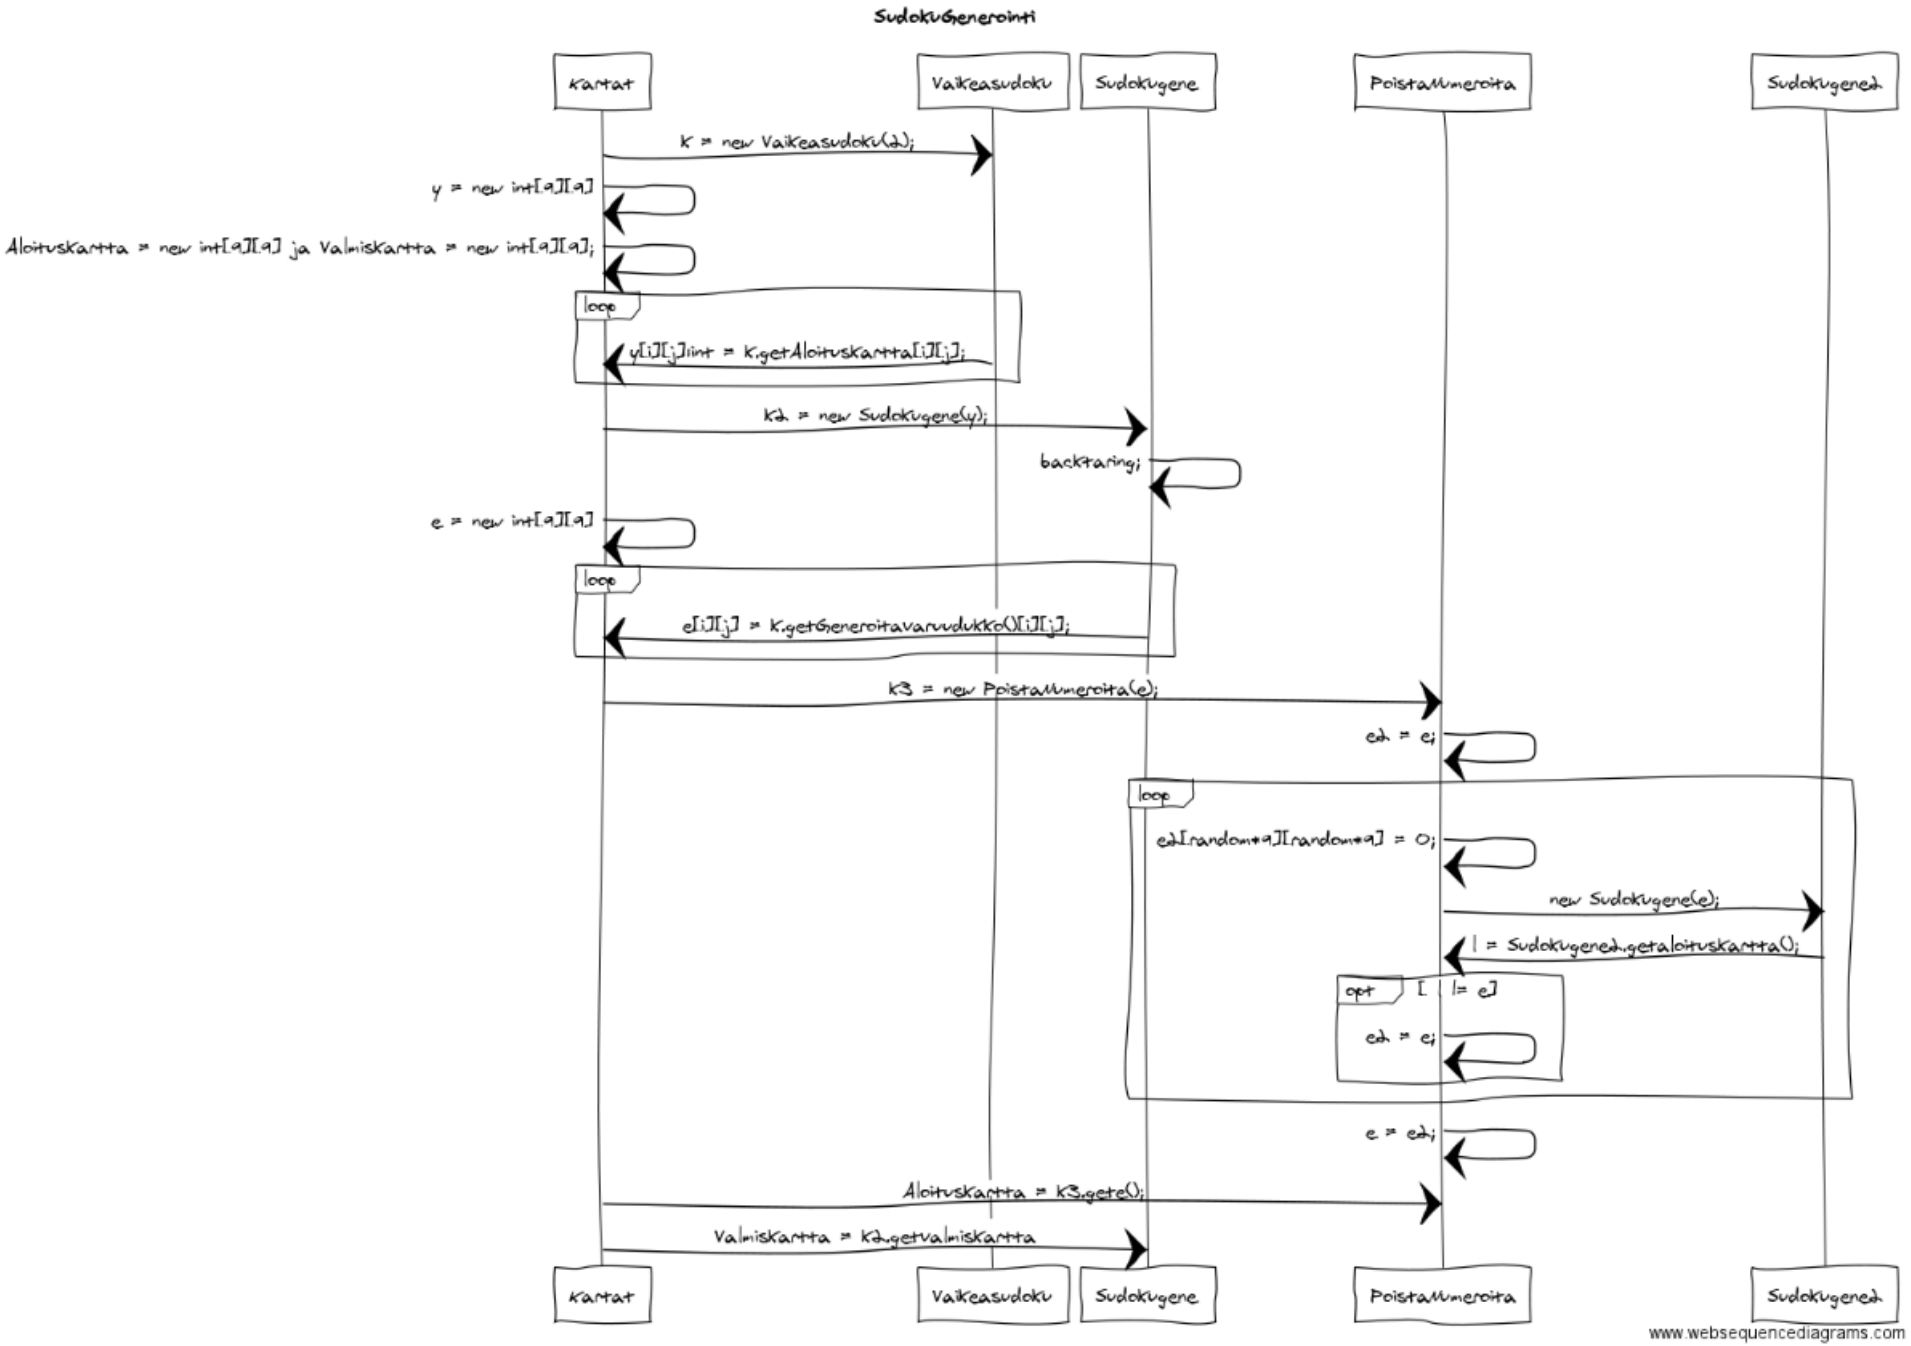 SudokuGenerointi
Kartat
Vaikeasudoku
Sudokugene
PoistaNumeroita
Sudokugene2
k = new Vaikeasudoku(2);
y = new int[9][9]
AloitusKartta = new int[9][9] ja ValmisKartta = new int[9][9];
loop
y[i][j]:int = k.getAloitusKartta[i][j];
k2 = new Sudokugene(y);
backtaring;
e = new int[9][9]
loop
e[i][j] = k.getGeneroitavaruudukko()[i][j];
k3 = new PoistaNumeroita(e);
e2 = e;
loop
e2[random*9][random*9] = 0;
new Sudokugene(e);
l = Sudokugene2.getaloitusKartta();
opt [ l != e]
e2 = e;
e = e2;
AloitusKartta = k3.gete();
ValmisKartta = k2.getvalmisKartta
Kartat
Vaikeasudoku
Sudokugene
PoistaNumeroita
Sudokugene2
www.websequencediagrams.com